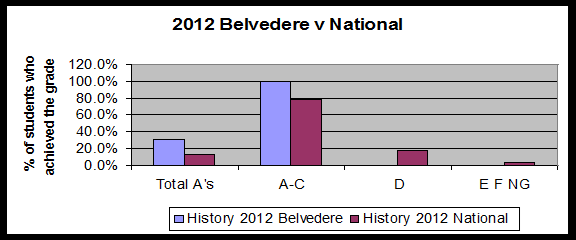 2012 Belvedere v National
% of students who
achieved the grade
120.0%
100.0%
80.0%
60.0%
40.0%
20.0%
0.0%
Total A's A-C D E F NG
History 2012 Belvedere History 2012 National